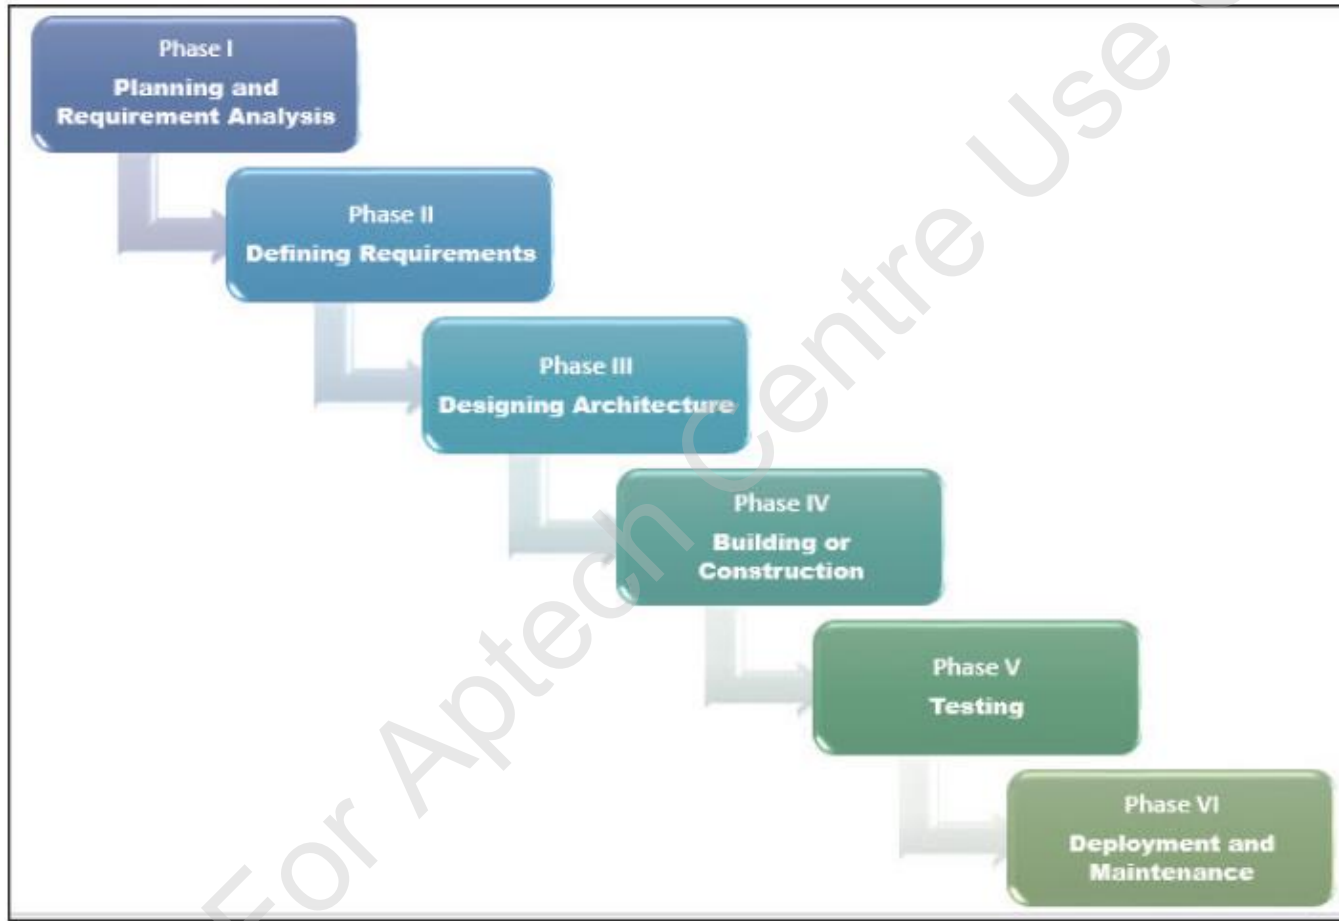 Phase I
Planning and
Requirement Analysis
Phase II
Defining Requirements
Phase III
Designing Architecture
Phase IV
Building or
Construction
Phase V
Testing
Phase VI
Deployment and
Maintenance
For Aptech Centre Use